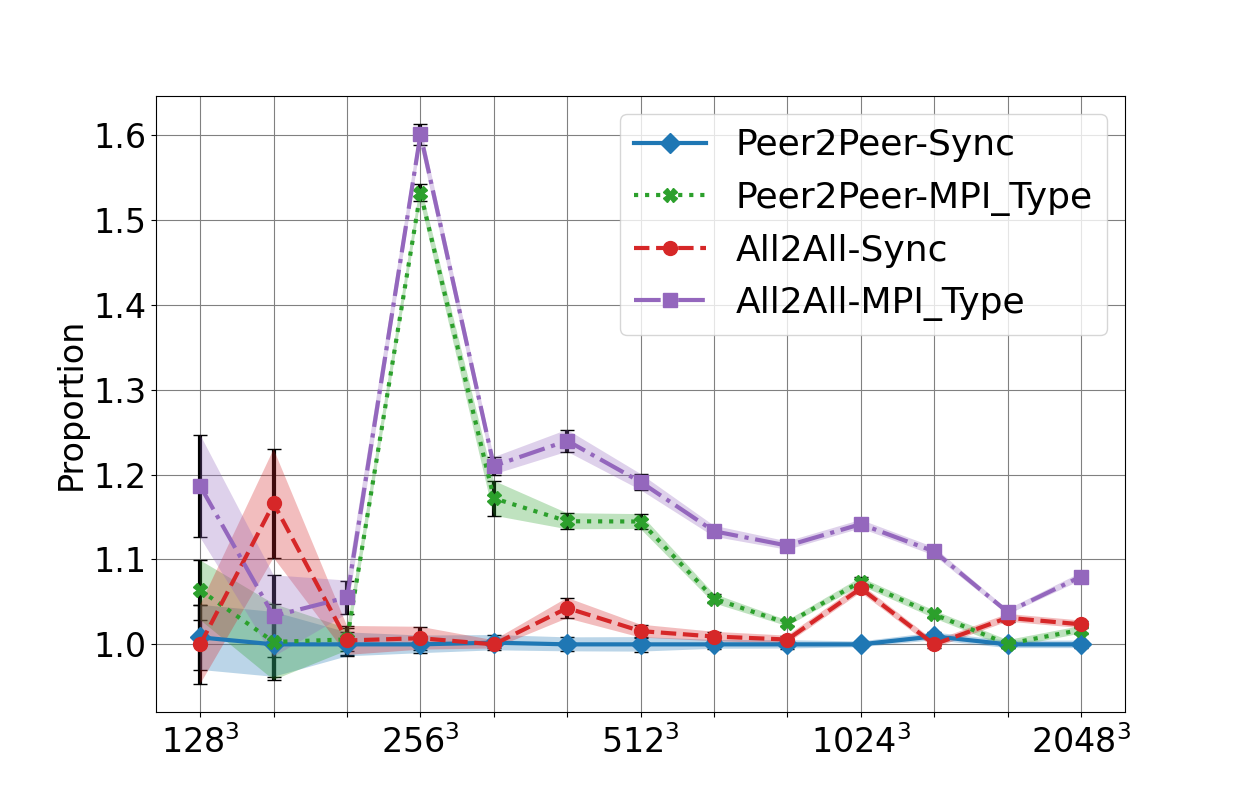 Peer2Peer-Sync
Peer2Peer-MPI_Type
All2All-Sync
All2All-MPI_Type
Proportion
1.6
1.5
1.4
1.3
1.2
1.1
1.0
128³ 256³ 512³ 1024³ 2048³